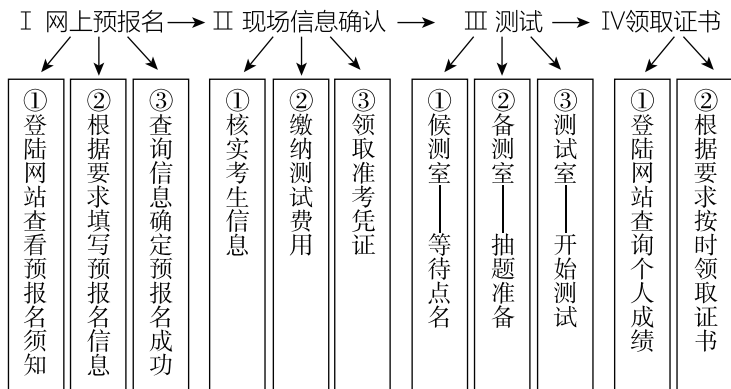 Ⅰ 网上预报名
Ⅱ 现场信息确认
Ⅲ 测试
Ⅳ领取证书
①登陆网站查看预报名须知
②根据要求填写预报名信息
③查询信息确定预报名成功
①核实考生信息
②缴纳测试费用
③领取准考凭证
①候测室——等待点名
②备测室——抽题准备
③测试室——开始测试
①登陆网站查询个人成绩
②根据要求按时领取证书